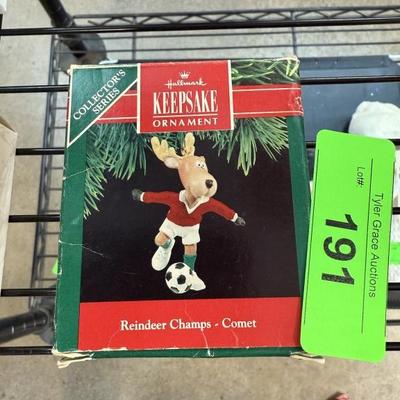 COLLECTOR'S
SERIES
Hallmark
KEEPSAKE
ORNAMENT
Reindeer Champs - Comet
Tyler Grace Auctions
Lot#:
191